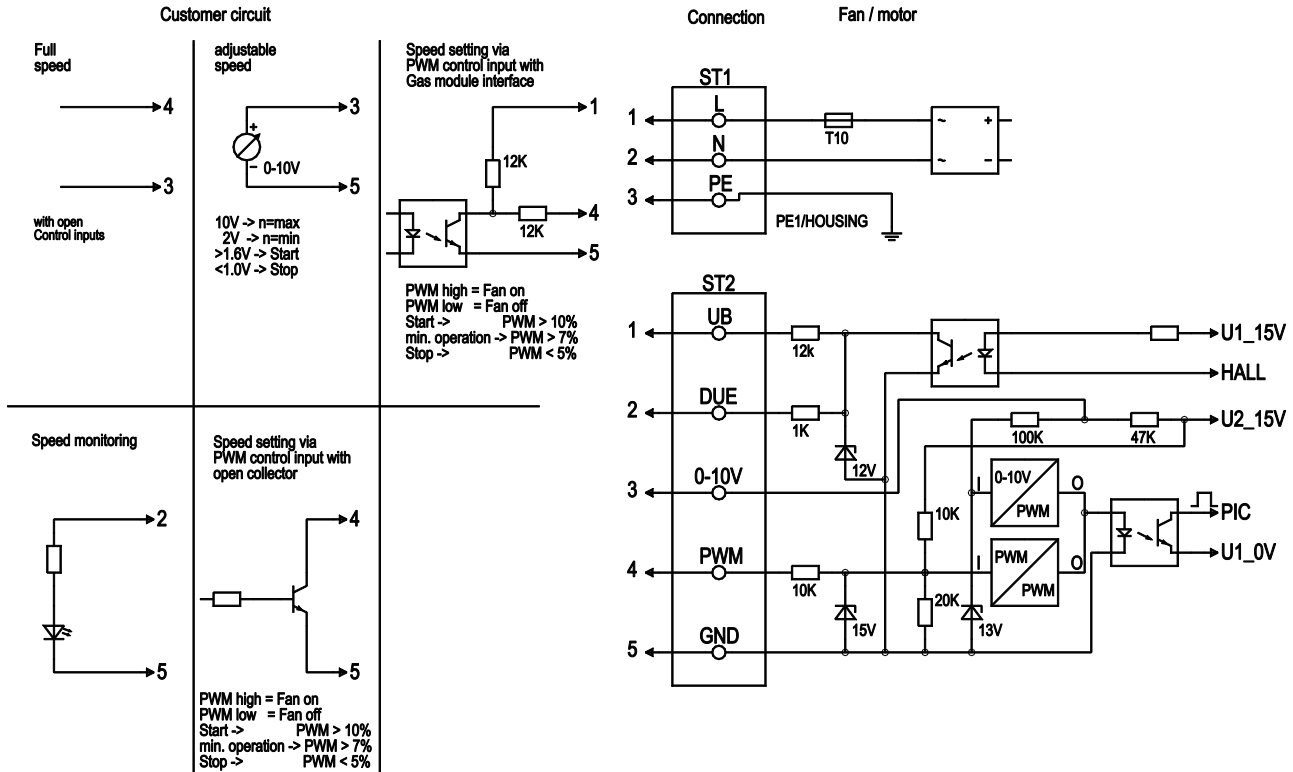 Customer circuit
Connection
Fan / motor
Full
speed
4
3
with open
Control inputs
adjustable
speed
3
+
−
0-10V
5
10V -> n=max
2V -> n=min
>1.6V -> Start
<1.0V -> Stop
Speed setting via
PWM control input with
Gas module interface
1
12K
4
12K
5
PWM high = Fan on
PWM low = Fan off
Start -> PWM > 10%
min. operation -> PWM > 7%
Stop -> PWM < 5%
Speed monitoring
2
5
Speed setting via
PWM control input with
open collector
4
5
PWM high = Fan on
PWM low = Fan off
Start -> PWM > 10%
min. operation -> PWM > 7%
Stop -> PWM < 5%
ST1
1
L
T10
~
+
2
N
~
−
3
PE
PE1/HOUSING
ST2
1
UB
12k
U1_15V
HALL
2
DUE
1K
100K
47K
U2_15V
12V
3
0-10V
I
0-10V
PWM
O
10K
PIC
4
PWM
10K
I
PWM
PWM
O
U1_0V
15V
20K
13V
5
GND